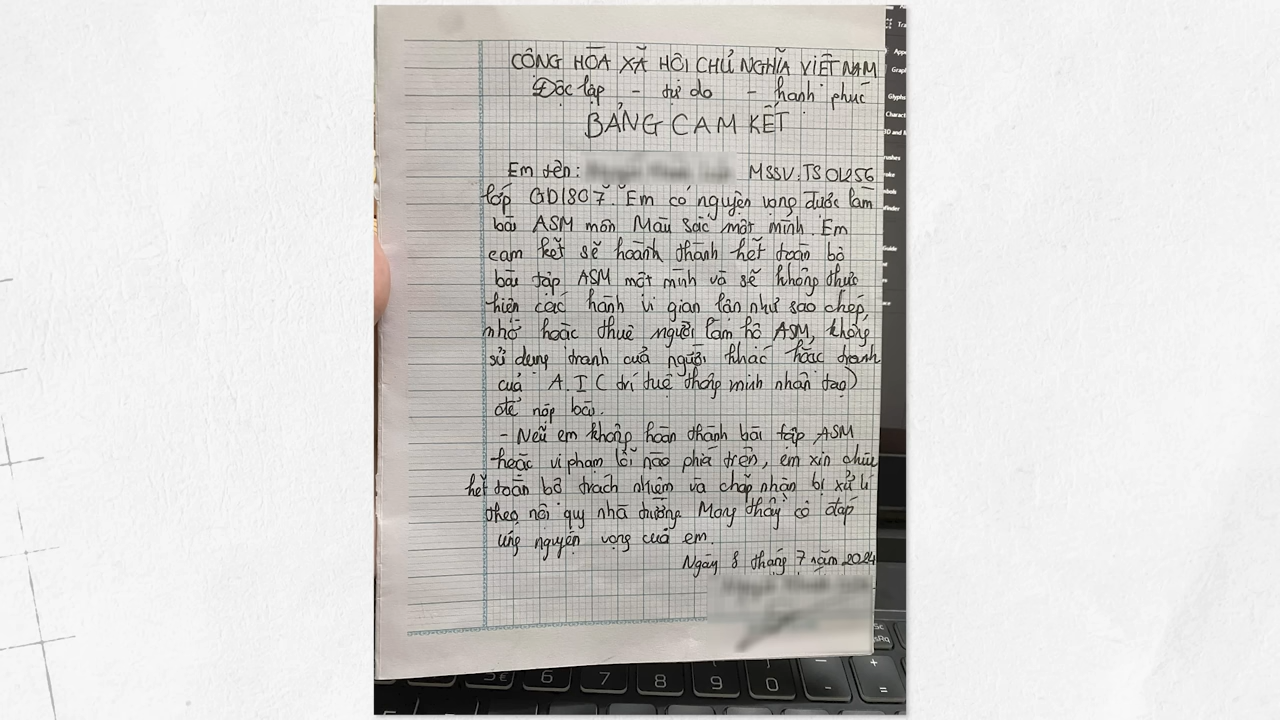 CÔNG HÒA XÃ HỘI CHỦ NGHĨA VIỆT NAM
Độc lập - tự do - hạnh phúc
BẢNG CAM KẾT
Em tên: MSSV.TS01256
lớp GD1807. Em có nguyện vọng được làm
bài ASM môn Màu sắc một mình. Em
cam kết sẽ hoành thành hết toàn bộ
bài tập ASM một mình và sẽ không thực
hiện các hành vi gian lận như sao chép,
nhờ hoặc thuê người làm hộ ASM, không
sử dụng tranh của người khác hoặc tranh
của A.I (trí tuệ thông minh nhân tạo)
để nộp bài.
- Nếu em không hoàn thành bài tập ASM
hoặc vi phạm lỗi nào phía trên, em xin chịu
hết toàn bộ trách nhiệm và chấp nhận bị xử lí
theo nội quy nhà trường. Mong thầy cô đáp
ứng nguyện vọng của em.
Ngày 8 tháng 7 năm 2024
5 €
6
7
8
9
0
-
+
=